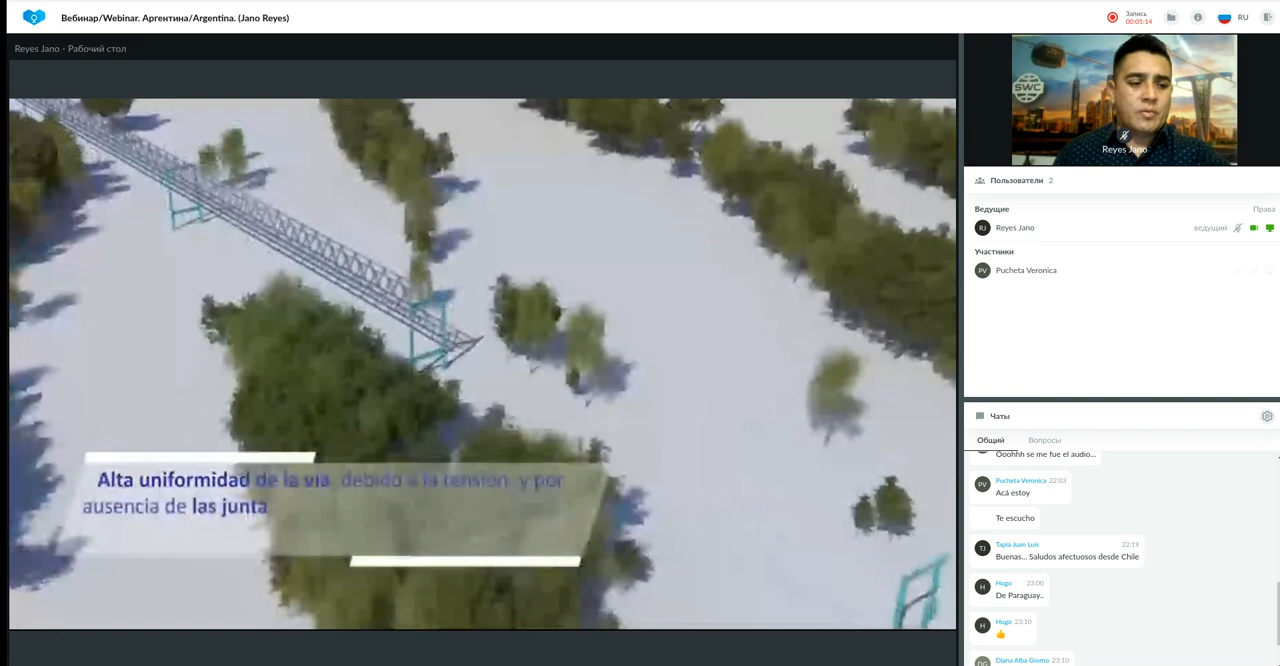 Вебинар/Webinar. Аргентина/Argentina. (Jano Reyes)
Запись
00:05:14
RU
Reyes Jano - Рабочий стол
SWC
Reyes Jano
Alta uniformidad de la via debido a la tension y por
ausencia de las junta
Пользователи 2
Ведущие Права
RJ Reyes Jano ведущий
Участники
PV Pucheta Veronica
Чаты
Общий Вопросы
Ooohhh se me fue el audio...
PV Pucheta Veronica 22:03
Acá estoy
Te escucho
TJ Tapia Juan Luis 22:19
Buenas... Saludos afectuosos desde Chile
H Hugo 23:00
De Paraguay..
H Hugo 23:10
👍
DG Diana Alba Giorno 23:10